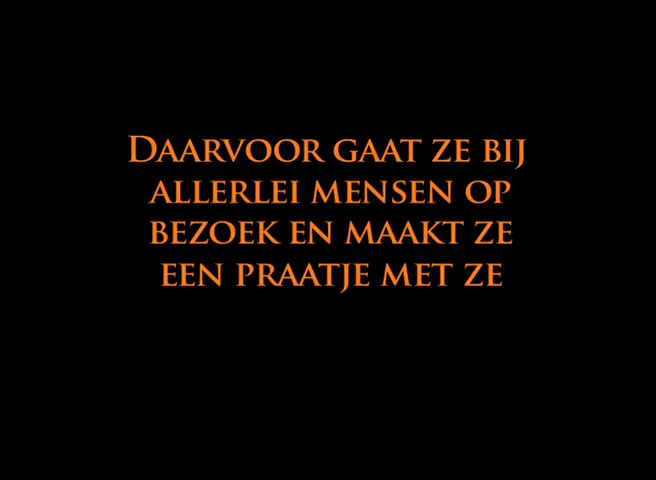 Daarvoor gaat ze bij
allerlei mensen op
bezoek en maakt ze
een praatje met ze